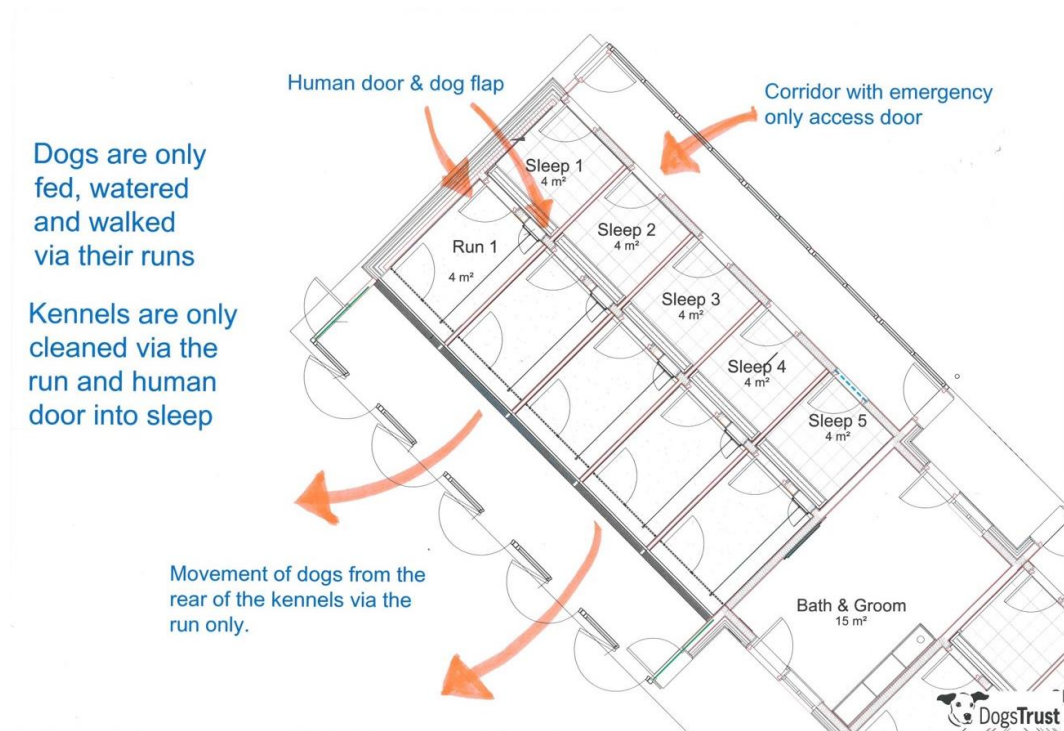 Human door & dog flap
Corridor with emergency
only access door
Dogs are only
fed, watered
and walked
via their runs
Kennels are only
cleaned via the
run and human
door into sleep
Movement of dogs from the
rear of the kennels via the
run only.
Sleep 1
4 m²
Sleep 2
4 m²
Sleep 3
4 m²
Sleep 4
4 m²
Sleep 5
4 m²
Run 1
4 m²
Bath & Groom
15 m²
DogsTrust